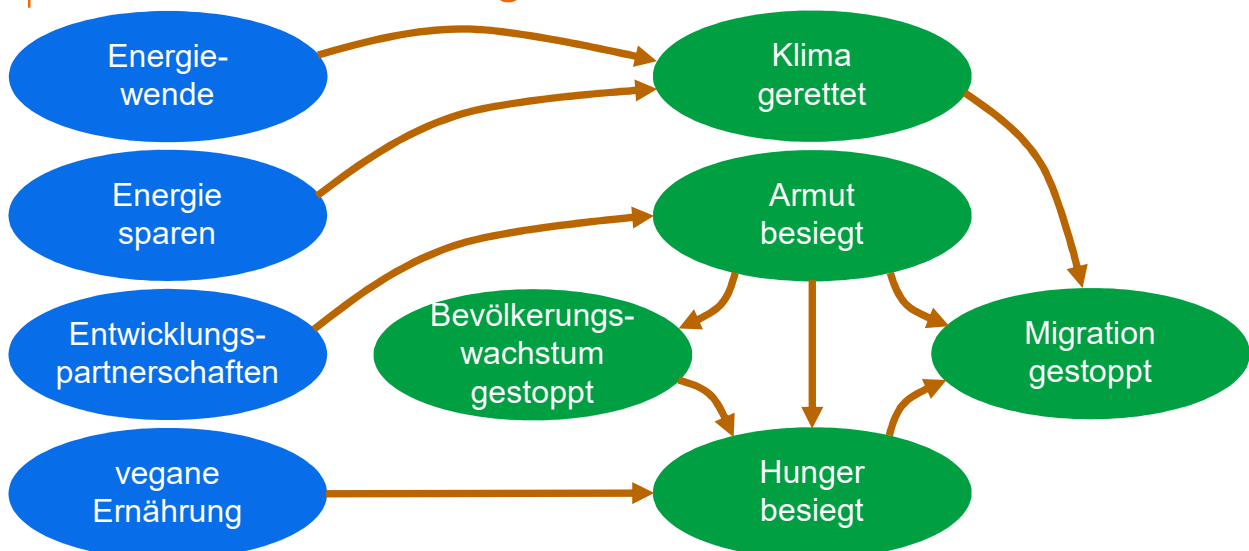 Energie-
wende
Klima
gerettet
Energie
sparen
Armut
besiegt
Entwicklungs-
partnerschaften
Bevölkerungs-
wachstum
gestoppt
Migration
gestoppt
vegane
Ernährung
Hunger
besiegt